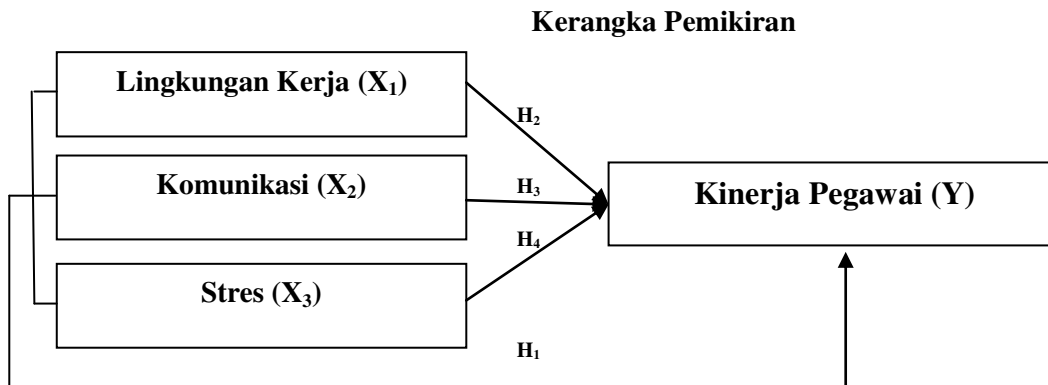 Kerangka Pemikiran
Lingkungan Kerja (X₁)
H₂
Komunikasi (X₂)
H₃
Kinerja Pegawai (Y)
H₄
Stres (X₃)
H₁